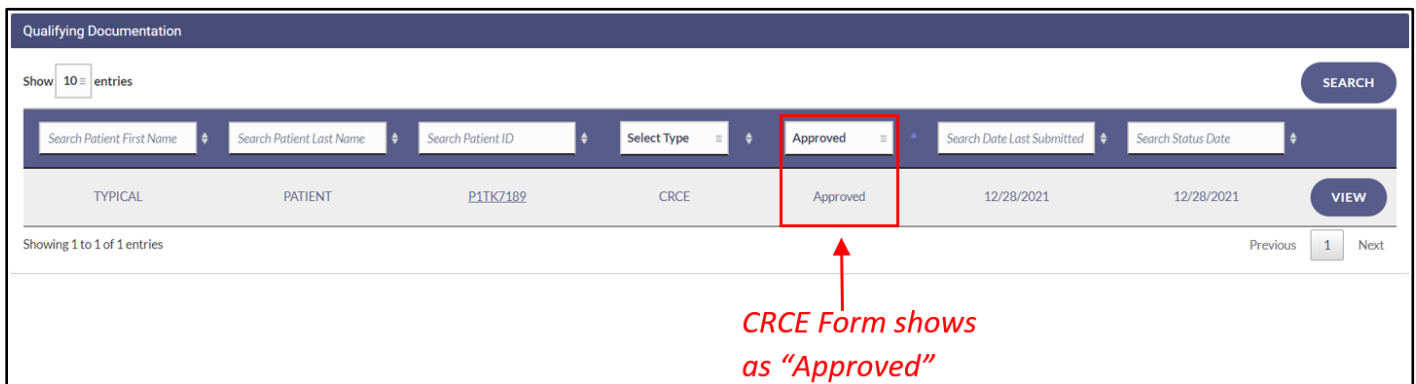 Qualifying Documentation
Show 10 entries
SEARCH
Search Patient First Name Search Patient Last Name Search Patient ID Select Type Approved Search Date Last Submitted Search Status Date
TYPICAL PATIENT P1TK7189 CRCE Approved 12/28/2021 12/28/2021 VIEW
Showing 1 to 1 of 1 entries
Previous 1 Next
CRCE Form shows
as “Approved”